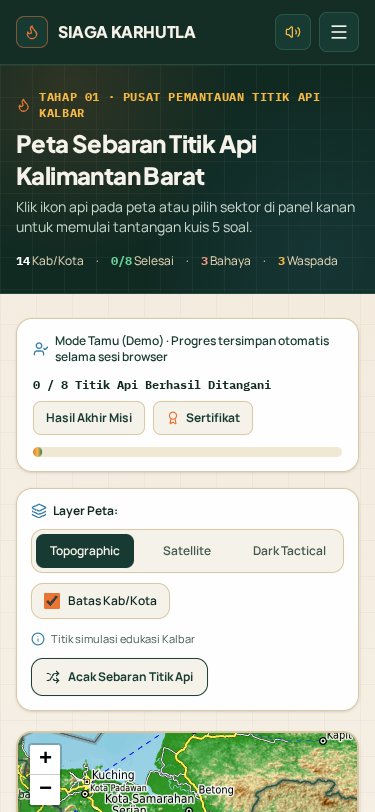 SIAGA KARHUTLA
TAHAP 01 · PUSAT PEMANTAUAN TITIK API
KALBAR
Peta Sebaran Titik Api
Kalimantan Barat
Klik ikon api pada peta atau pilih sektor di panel kanan
untuk memulai tantangan kuis 5 soal.
14 Kab/Kota · 0/8 Selesai · 3 Bahaya · 3 Waspada
Mode Tamu (Demo) · Progres tersimpan otomatis
selama sesi browser
0 / 8 Titik Api Berhasil Ditangani
Hasil Akhir Misi Sertifikat
Layer Peta:
Topographic Satellite Dark Tactical
Batas Kab/Kota
Titik simulasi edukasi Kalbar
Acak Sebaran Titik Api
+
Kuching
−
Kota Padawan
Betong
Kota Samarahan
Serian